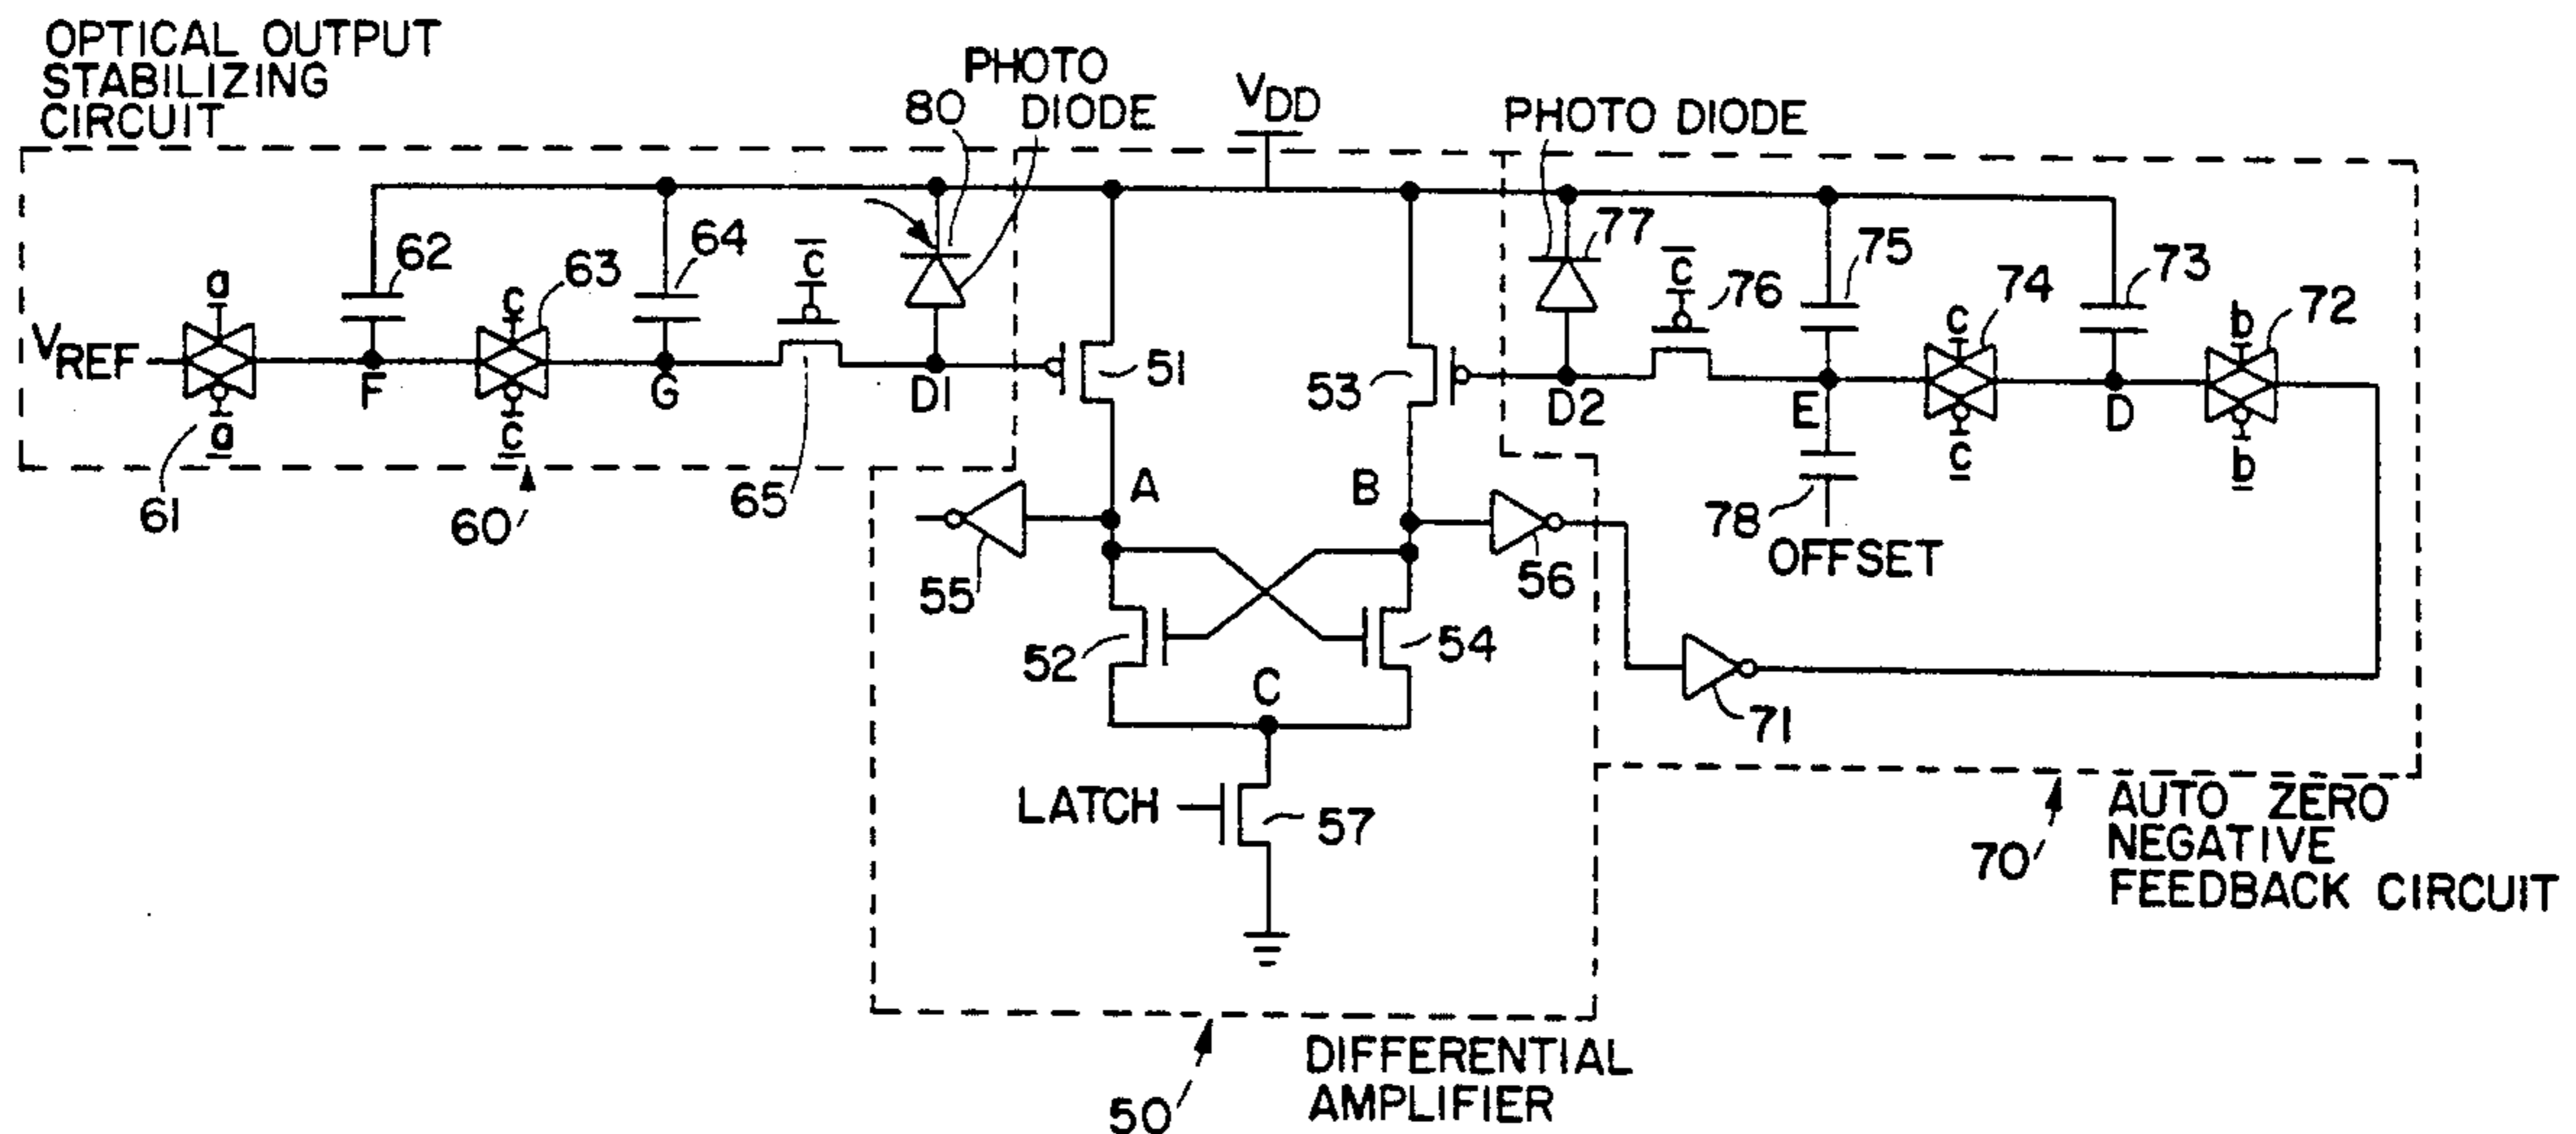 OPTICAL OUTPUT
STABILIZING
CIRCUIT
PHOTO
DIODE
80
VDD
PHOTO DIODE
77
62
64
63
a
c
c̅
VREF
F
G
D1
51
53
D2
c̅
76
75
74
73
72
c
b
E
D
a̲
c̲
c̲
b̲
61
60
65
A
B
78
OFFSET
55
56
52
54
C
71
LATCH
57
70
AUTO ZERO
NEGATIVE
FEEDBACK CIRCUIT
50
DIFFERENTIAL
AMPLIFIER